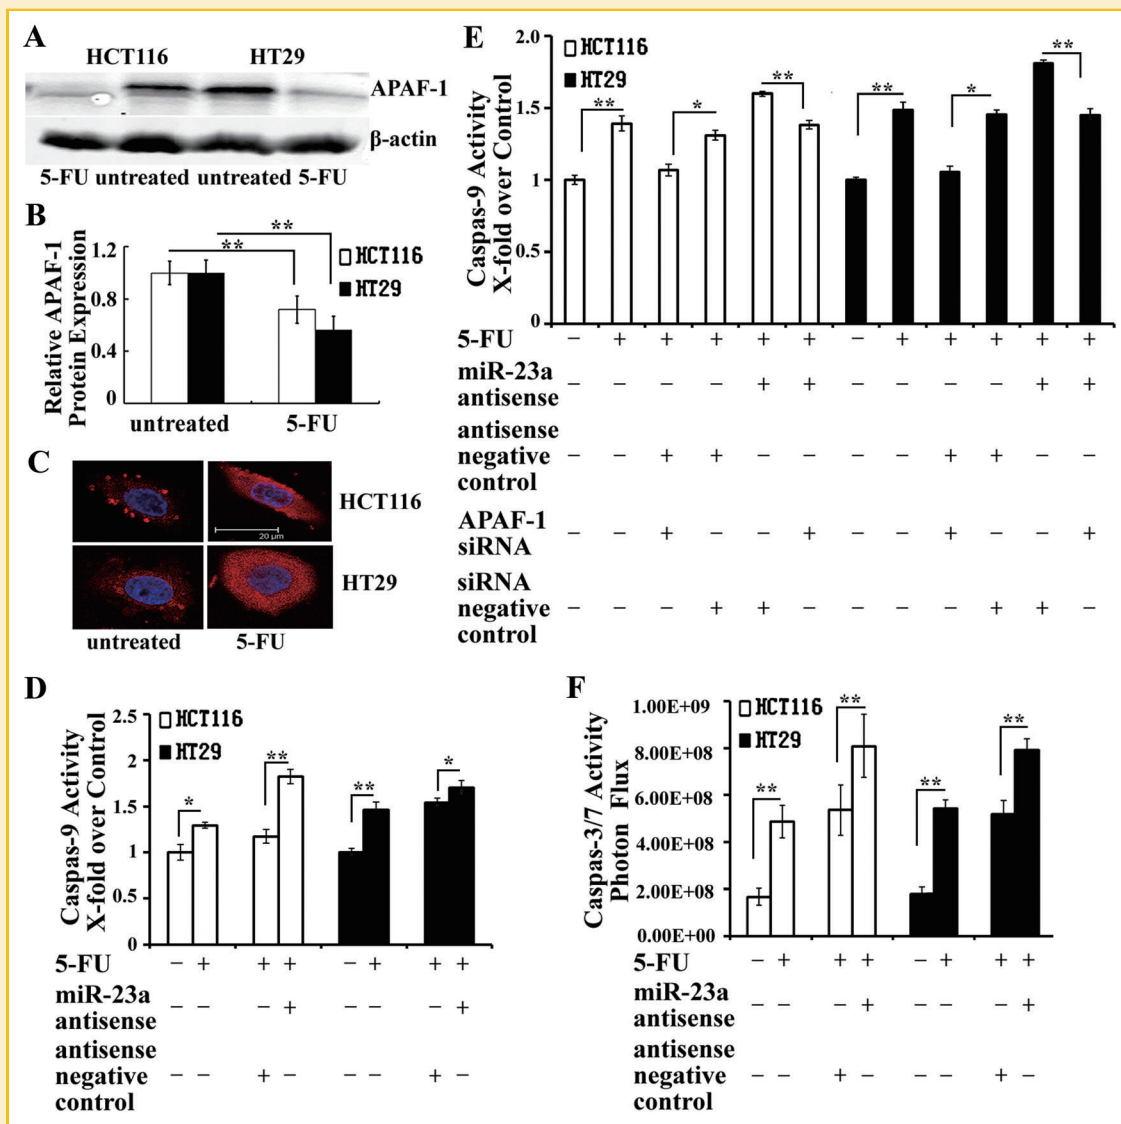 A
HCT116 HT29
APAF-1
β-actin
5-FU untreated untreated 5-FU
B
Relative APAF-1
Protein Expression
1.2
0.8
0.4
0
**
**
HCT116
HT29
untreated 5-FU
C
HCT116
20 μm
HT29
untreated 5-FU
D
Caspas-9 Activity
X-fold over Control
2.5
2
1.5
1
0.5
0
HCT116
HT29
* ** ** *
5-FU − + + + − + + +
miR-23a
antisense − − − + − − − +
antisense
negative
control − − + − − − + −
E
Caspas-9 Activity
X-fold over Control
2.0
1.5
1
0.5
0
HCT116
HT29
** * ** ** * **
5-FU − + + + + + − + + + + +
miR-23a
antisense − − − − + + − − − − + +
antisense
negative
control − − + + − − − − + + − −
APAF-1
siRNA − − + − − + − − + − − +
siRNA
negative
control − − − + + − − − − + + −
F
Caspas-3/7 Activity
Photon Flux
1.00E+09
8.00E+08
6.00E+08
4.00E+08
2.00E+08
0.00E+00
HCT116
HT29
** ** ** **
5-FU − + + + − + + +
miR-23a
antisense − − − + − − − +
antisense
negative
control − − + − − − + −